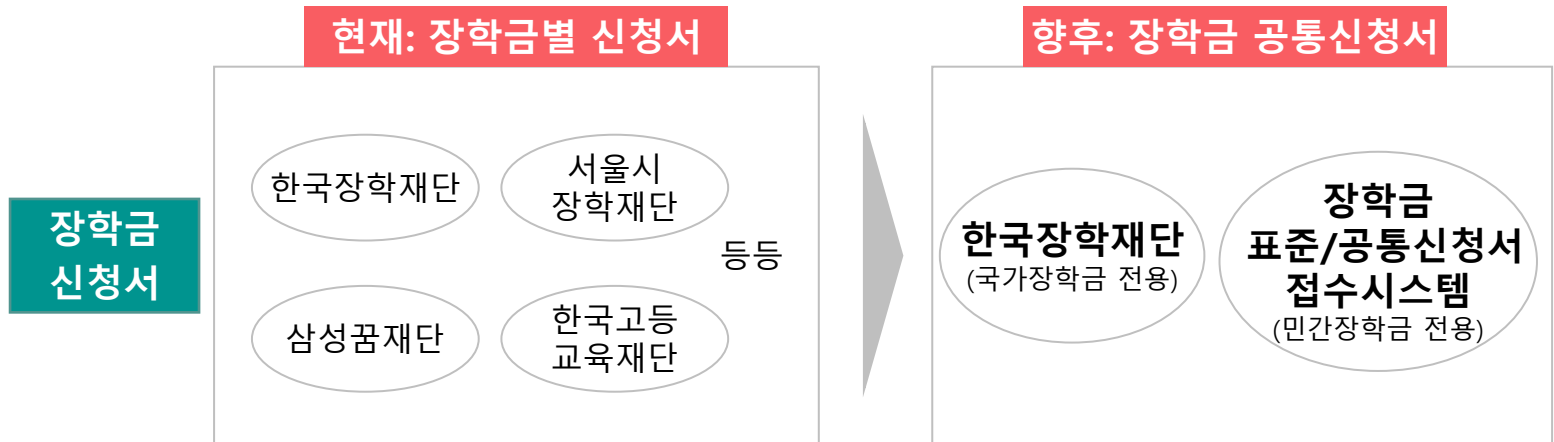 현재: 장학금별 신청서
향후: 장학금 공통신청서
장학금
신청서
한국장학재단
서울시
장학재단
등등
삼성꿈재단
한국고등
교육재단
한국장학재단
(국가장학금 전용)
장학금
표준/공통신청서
접수시스템
(민간장학금 전용)